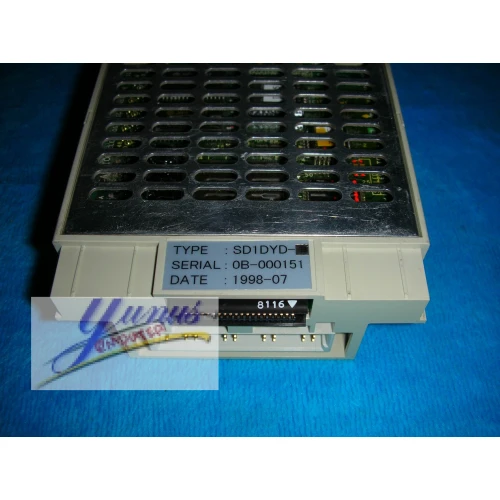 TYPE : SD1DYD-
SERIAL: 0B-000151
DATE : 1998-07
8116▼
Yunus